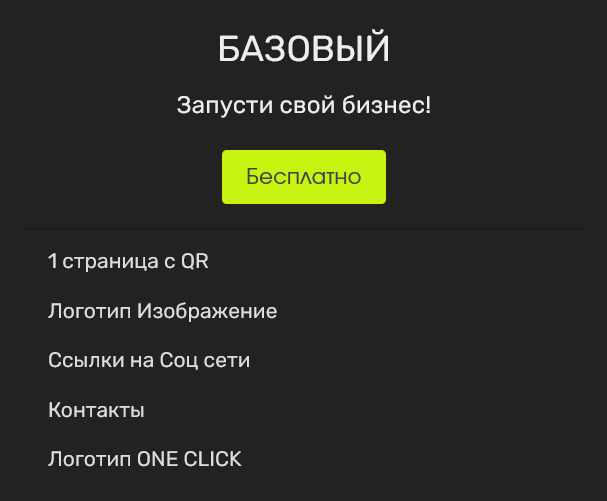 БАЗОВЫЙ
Запусти свой бизнес!
Бесплатно
1 страница с QR
Логотип Изображение
Ссылки на Соц сети
Контакты
Логотип ONE CLICK